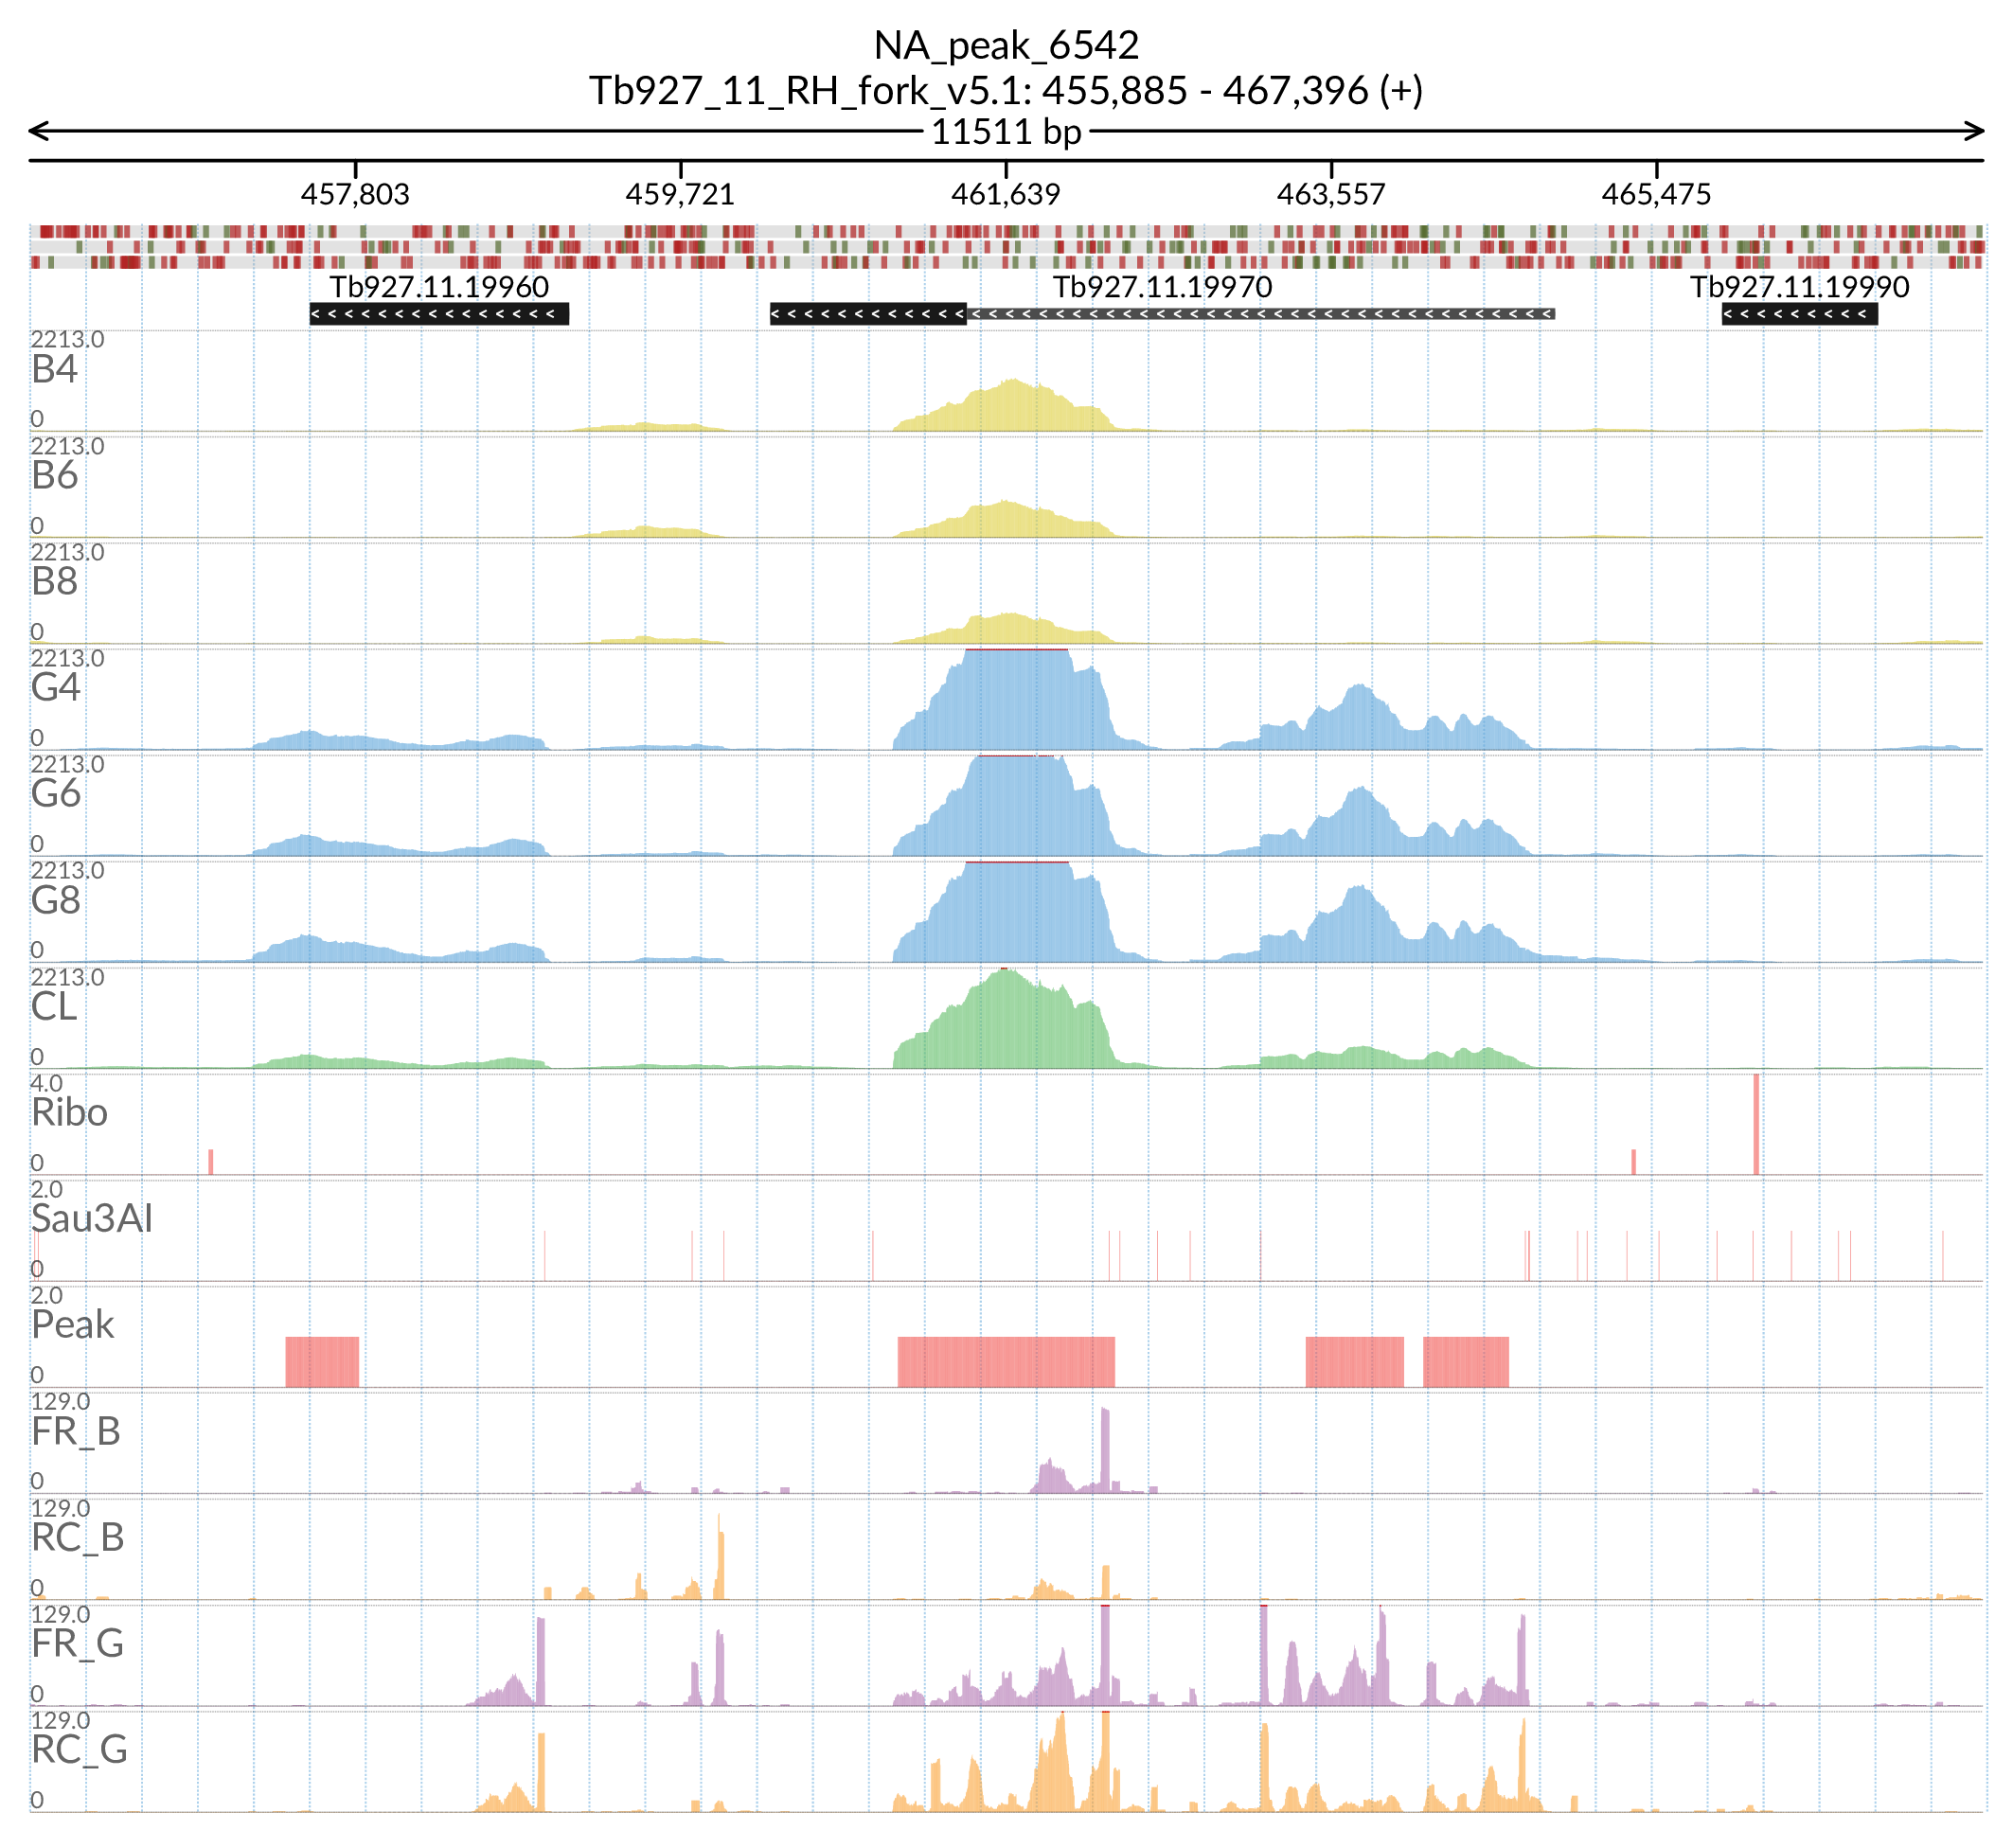 NA_peak_6542
Tb927_11_RH_fork_v5.1: 455,885 - 467,396 (+)
11511 bp
457,803 459,721 461,639 463,557 465,475
Tb927.11.19960 Tb927.11.19970 Tb927.11.19990
2213.0
B4
0
2213.0
B6
0
2213.0
B8
0
2213.0
G4
0
2213.0
G6
0
2213.0
G8
0
2213.0
CL
0
4.0
Ribo
0
2.0
Sau3AI
0
2.0
Peak
0
129.0
FR_B
0
129.0
RC_B
0
129.0
FR_G
0
129.0
RC_G
0